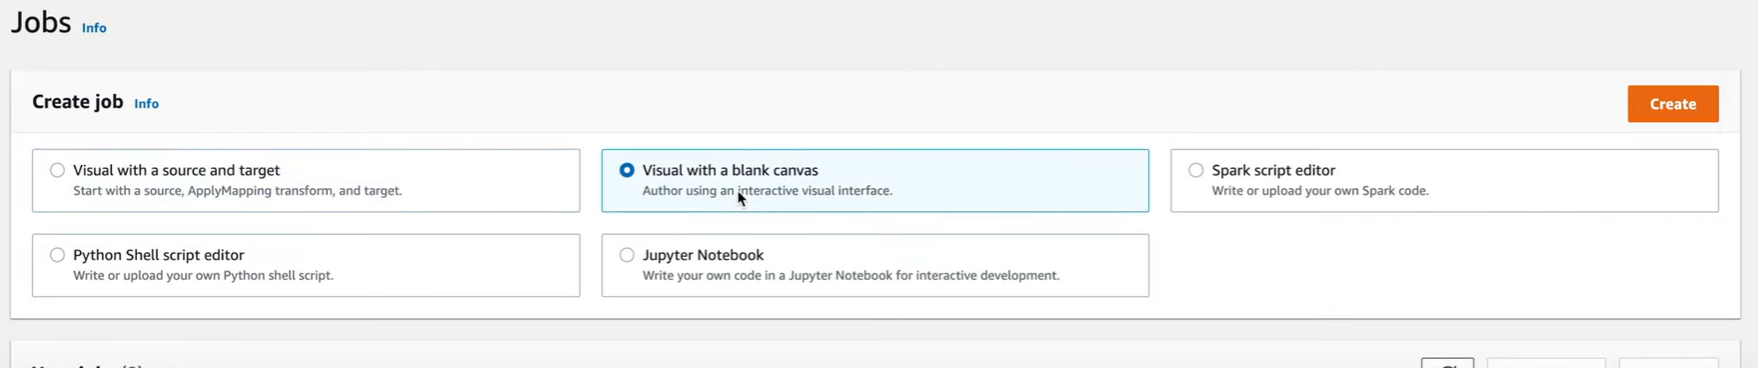 Jobs Info
Create job Info
Create
Visual with a source and target
Start with a source, ApplyMapping transform, and target.
Visual with a blank canvas
Author using an interactive visual interface.
Spark script editor
Write or upload your own Spark code.
Python Shell script editor
Write or upload your own Python shell script.
Jupyter Notebook
Write your own code in a Jupyter Notebook for interactive development.